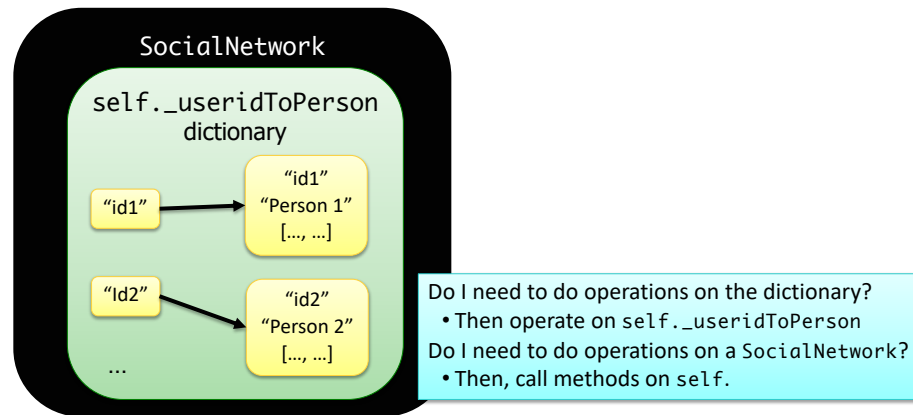 SocialNetwork
self._useridToPerson
dictionary
“id1”
“id1”
“Person 1”
[…, …]
“Id2”
“id2”
“Person 2”
[…, …]
…
Do I need to do operations on the dictionary?
• Then operate on self._useridToPerson
Do I need to do operations on a SocialNetwork?
• Then, call methods on self.